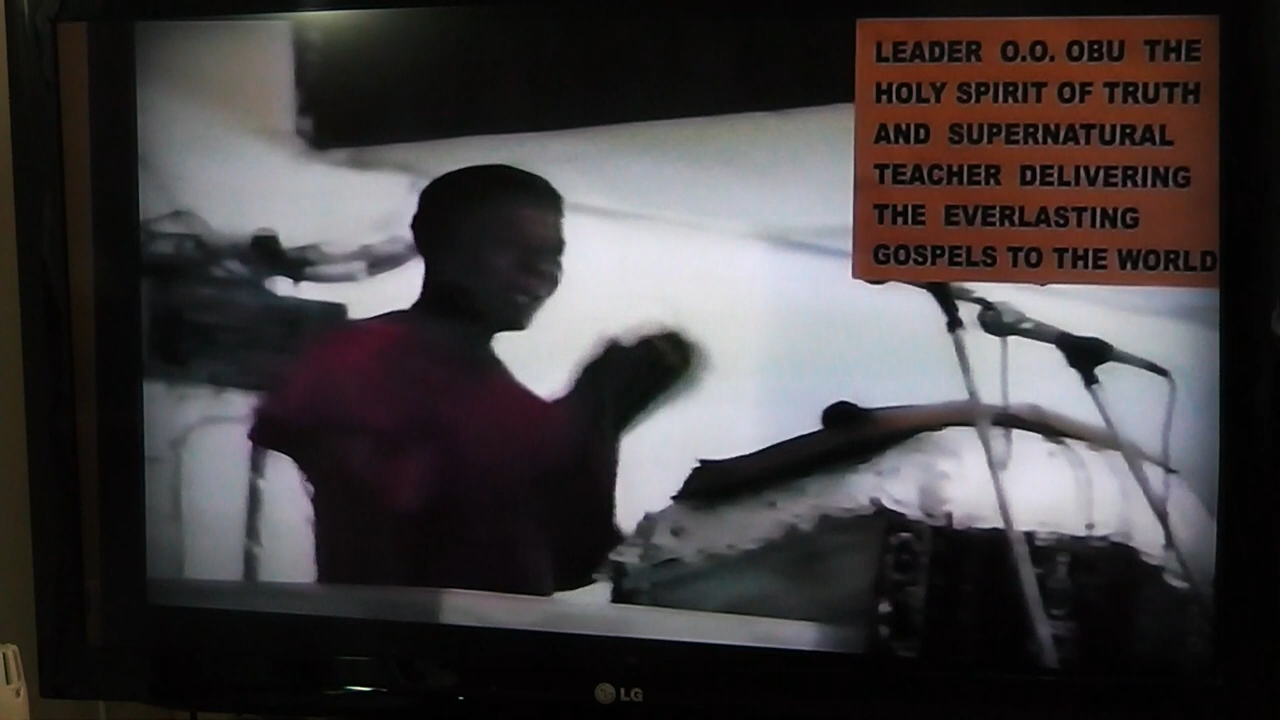 LEADER O.O. OBU THE
HOLY SPIRIT OF TRUTH
AND SUPERNATURAL
TEACHER DELIVERING
THE EVERLASTING
GOSPELS TO THE WORLD
LG